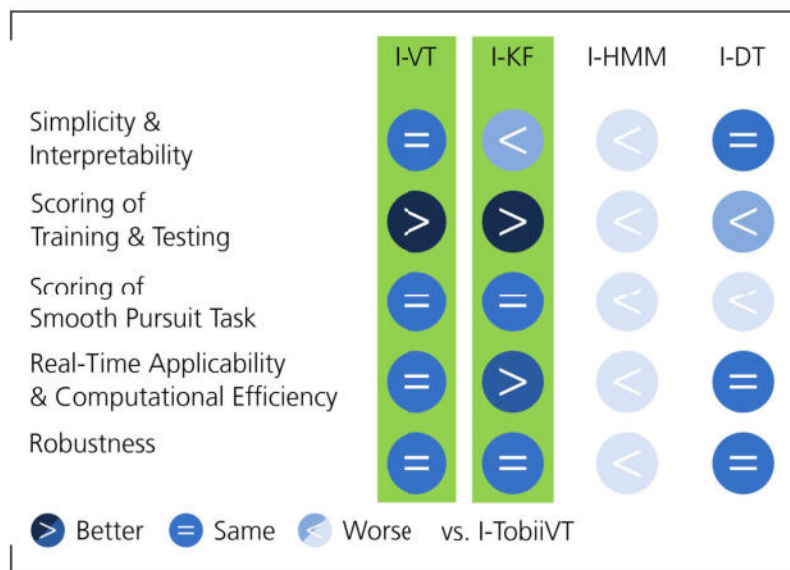 I-VT I-KF I-HMM I-DT
Simplicity &
Interpretability
= < < =
Scoring of
Training & Testing
> > < <
Scoring of
Smooth Pursuit Task
= = < <
Real-Time Applicability
& Computational Efficiency
= > < =
Robustness
= = < =
> Better = Same < Worse vs. I-TobiiVT